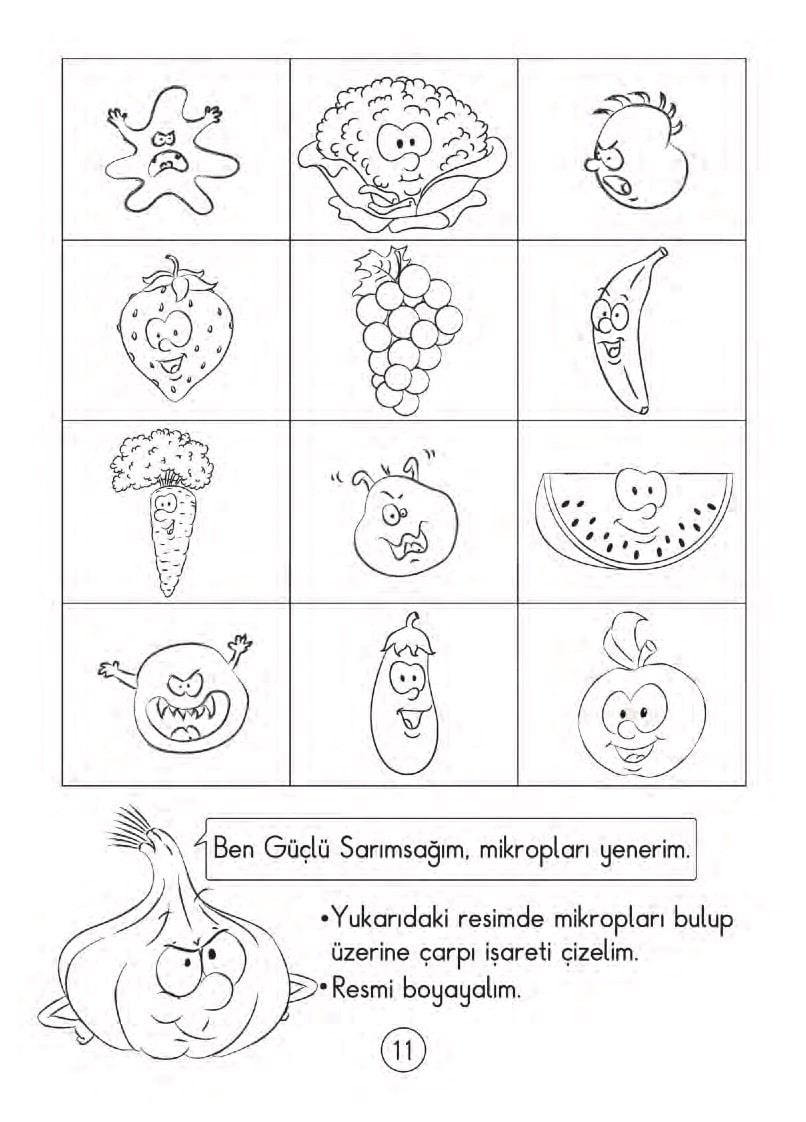 Ben Güçlü Sarımsağım, mikropları yenerim.
•Yukarıdaki resimde mikropları bulup
üzerine çarpı işareti çizelim.
•Resmi boyayalım.
11